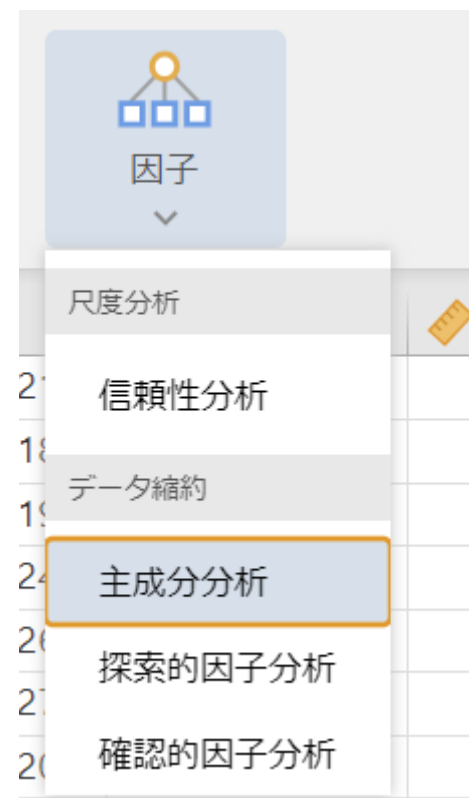 因子
尺度分析
信頼性分析
データ縮約
主成分分析
探索的因子分析
確認的因子分析